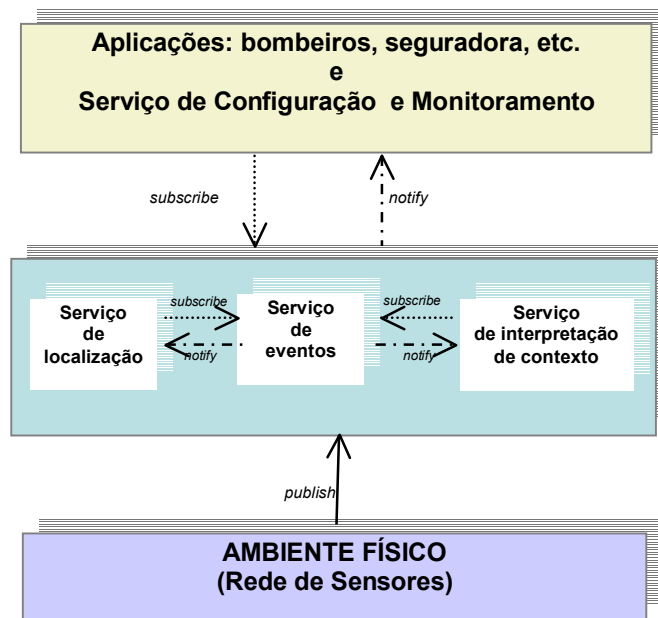 Aplicações: bombeiros, seguradora, etc.
e
Serviço de Configuração e Monitoramento
subscribe
notify
Serviço
de
localização
subscribe
notify
Serviço
de
eventos
subscribe
notify
Serviço
de interpretação
de contexto
publish
AMBIENTE FÍSICO
(Rede de Sensores)